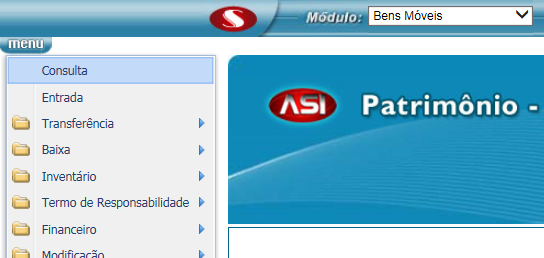 S
Módulo: Bens Móveis
menu
Consulta
Entrada
Transferência
Baixa
Inventário
Termo de Responsabilidade
Financeiro
Modificação
ASI Patrimônio -